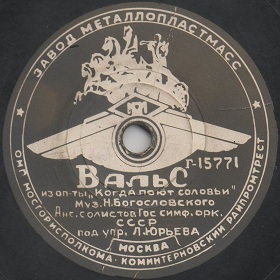 ЗАВОД МЕТАЛЛОПЛАСТМАСС
Г-15771
Вальс
из оп-ты „Когда поют соловьи"
Муз. Н. Богословского
Анс. солистов Гос. симф. орк.
СССР
под упр. Л. Юрьева
МОСКВА
ЛМО МОСГОРИСПОЛКОМА · КОМИНТЕРНОВСКИЙ РАЙПРОМТРЕСТ